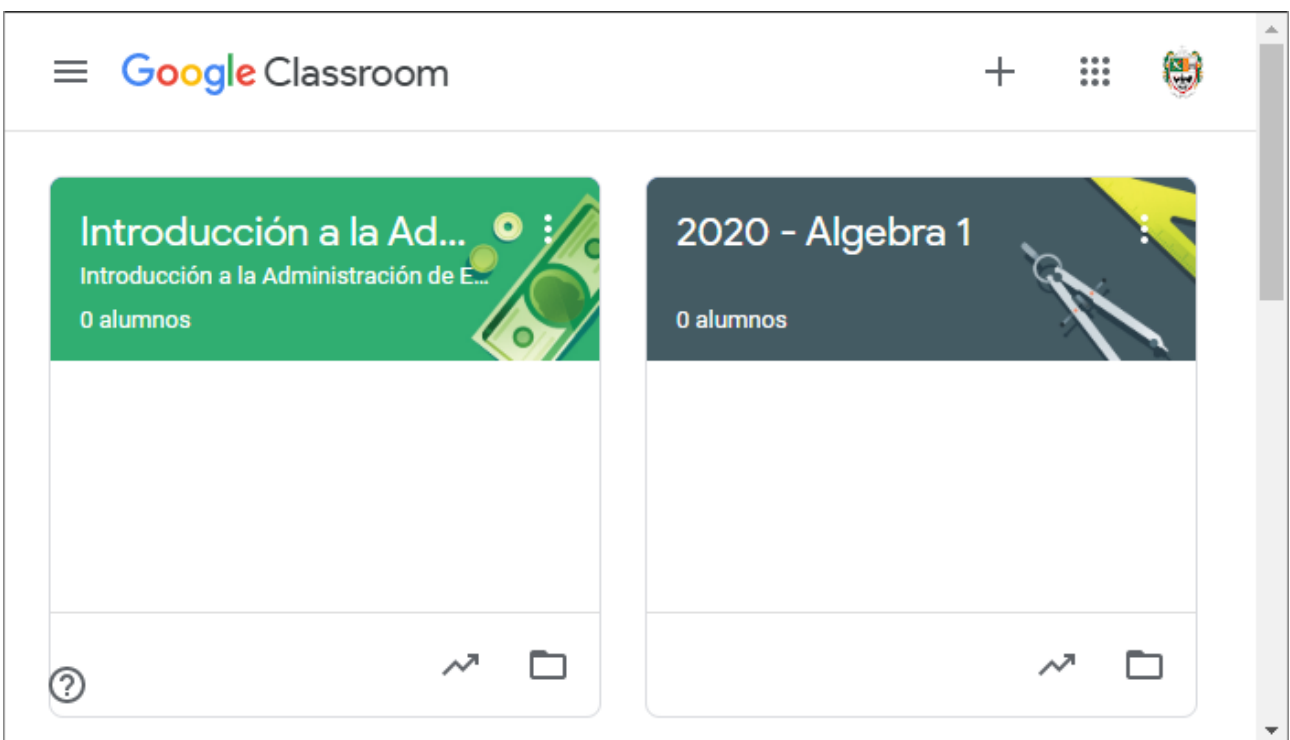 Google Classroom
Introducción a la Ad...
Introducción a la Administración de E...
0 alumnos
2020 - Algebra 1
0 alumnos